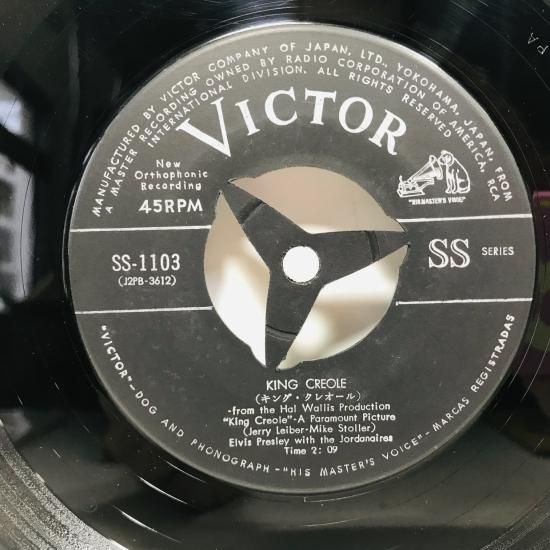 MANUFACTURED BY VICTOR COMPANY OF JAPAN, LTD., YOKOHAMA, JAPAN, FROM
A MASTER RECORDING OWNED BY RADIO CORPORATION OF AMERICA, RCA
INTERNATIONAL DIVISION. ALL RIGHTS RESERVED
VICTOR
New
Orthophonic
Recording
45RPM
"HIS MASTER'S VOICE"
SS-1103
(J2PB-3612)
SS SERIES
KING CREOLE
(キング・クレオール)
-from the Hal Wallis Production
"King Creole"-A Paramount Picture
(Jerry Leiber-Mike Stoller)
Elvis Presley with the Jordanaires
Time 2: 09
"VICTOR"-DOG AND PHONOGRAPH-"HIS MASTER'S VOICE"-MARCAS REGISTRADAS